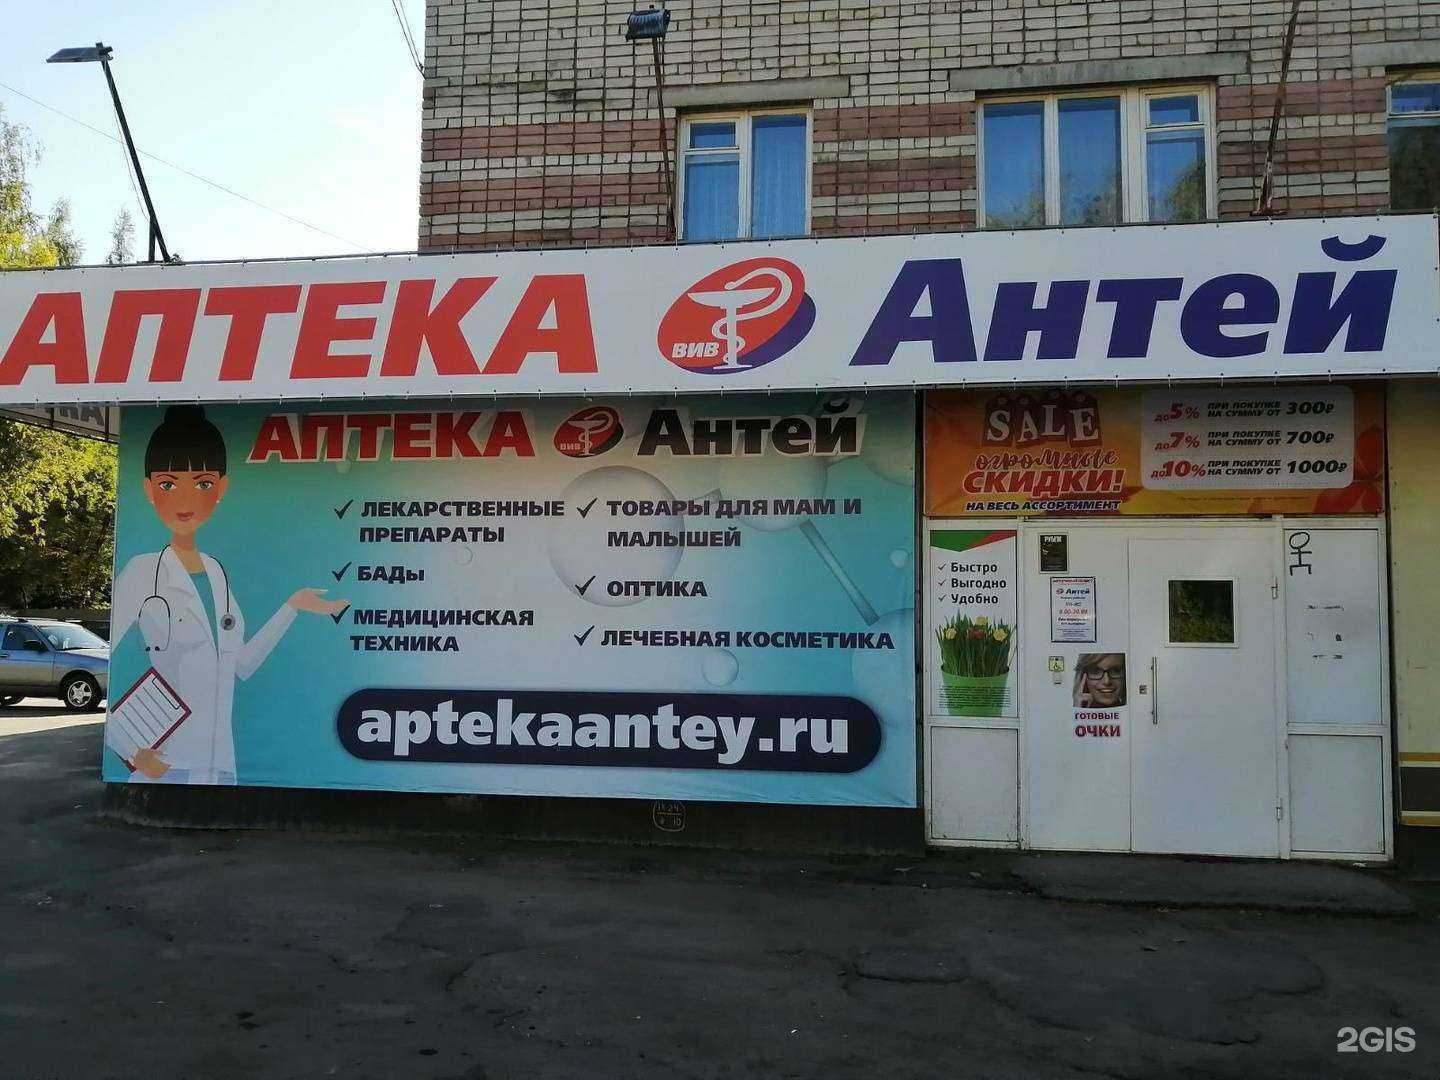 АПТЕКА ВИВ Антей
АПТЕКА ВИВ Антей
✓ ЛЕКАРСТВЕННЫЕ
ПРЕПАРАТЫ
✓ БАДы
✓ МЕДИЦИНСКАЯ
ТЕХНИКА
✓ ТОВАРЫ ДЛЯ МАМ И
МАЛЫШЕЙ
✓ ОПТИКА
✓ ЛЕЧЕБНАЯ КОСМЕТИКА
aptekaantey.ru
SALE
огромные
СКИДКИ!
НА ВЕСЬ АССОРТИМЕНТ
до 5% ПРИ ПОКУПКЕ
НА СУММУ ОТ 300₽
до 7% ПРИ ПОКУПКЕ
НА СУММУ ОТ 700₽
до 10% ПРИ ПОКУПКЕ
НА СУММУ ОТ 1000₽
✓ Быстро
✓ Выгодно
✓ Удобно
РУБЕЖ
Антей
ГОТОВЫЕ
ОЧКИ
2GIS